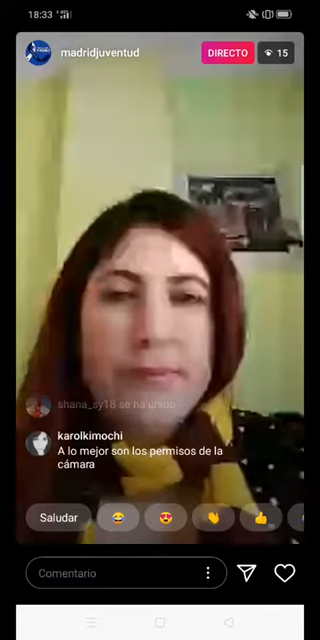 18:33
madridjuventud
DIRECTO
15
shana_sy18 se ha unido
karolkimochi
A lo mejor son los permisos de la
cámara
Saludar
Comentario